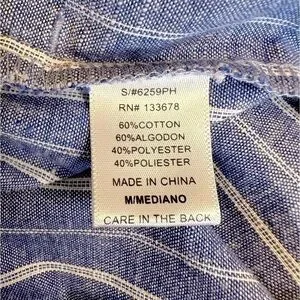 S/#6259PH
RN# 133678
60%COTTON
60%ALGODON
40%POLYESTER
40%POLIESTER
MADE IN CHINA
M/MEDIANO
CARE IN THE BACK